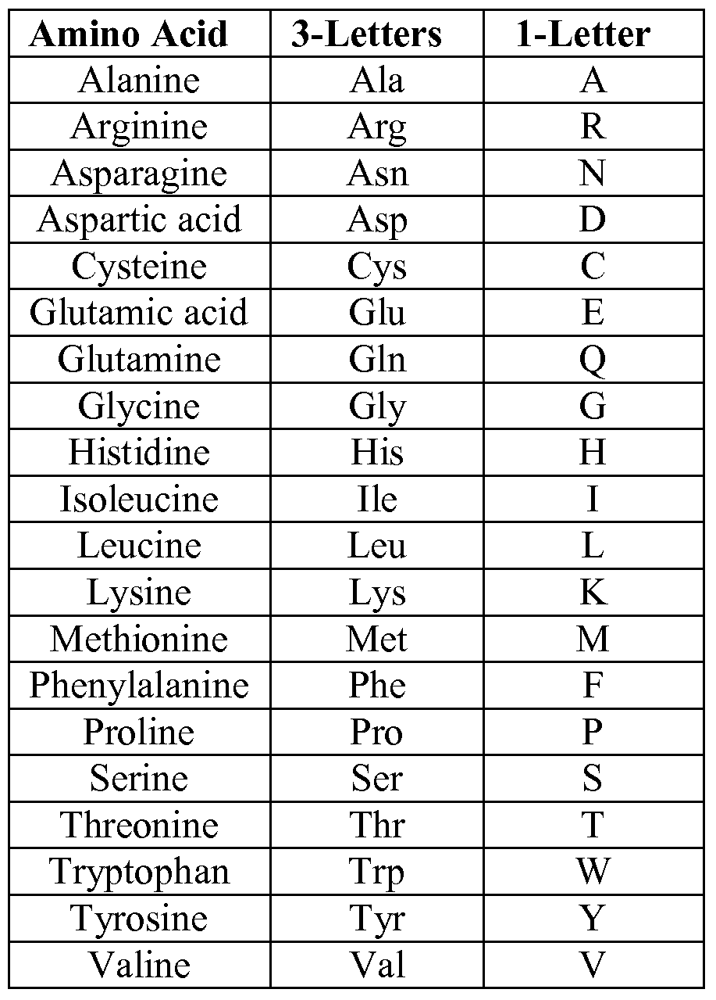 Amino Acid 3-Letters 1-Letter
Alanine Ala A
Arginine Arg R
Asparagine Asn N
Aspartic acid Asp D
Cysteine Cys C
Glutamic acid Glu E
Glutamine Gln Q
Glycine Gly G
Histidine His H
Isoleucine Ile I
Leucine Leu L
Lysine Lys K
Methionine Met M
Phenylalanine Phe F
Proline Pro P
Serine Ser S
Threonine Thr T
Tryptophan Trp W
Tyrosine Tyr Y
Valine Val V